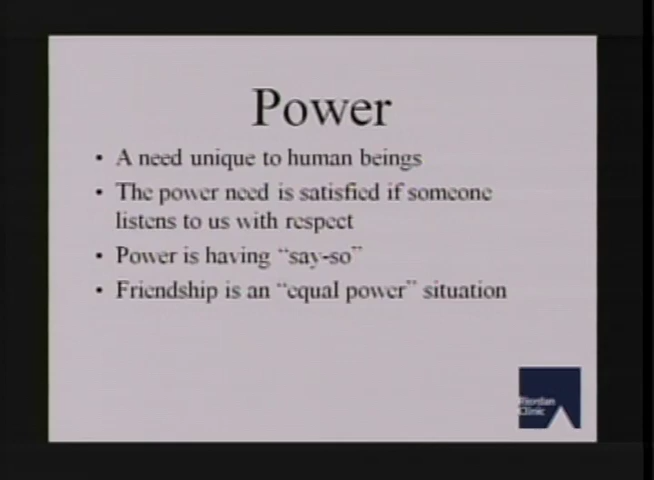 Power
• A need unique to human beings
• The power need is satisfied if someone
listens to us with respect
• Power is having “say-so”
• Friendship is an “equal power” situation
Riordan
Clinic